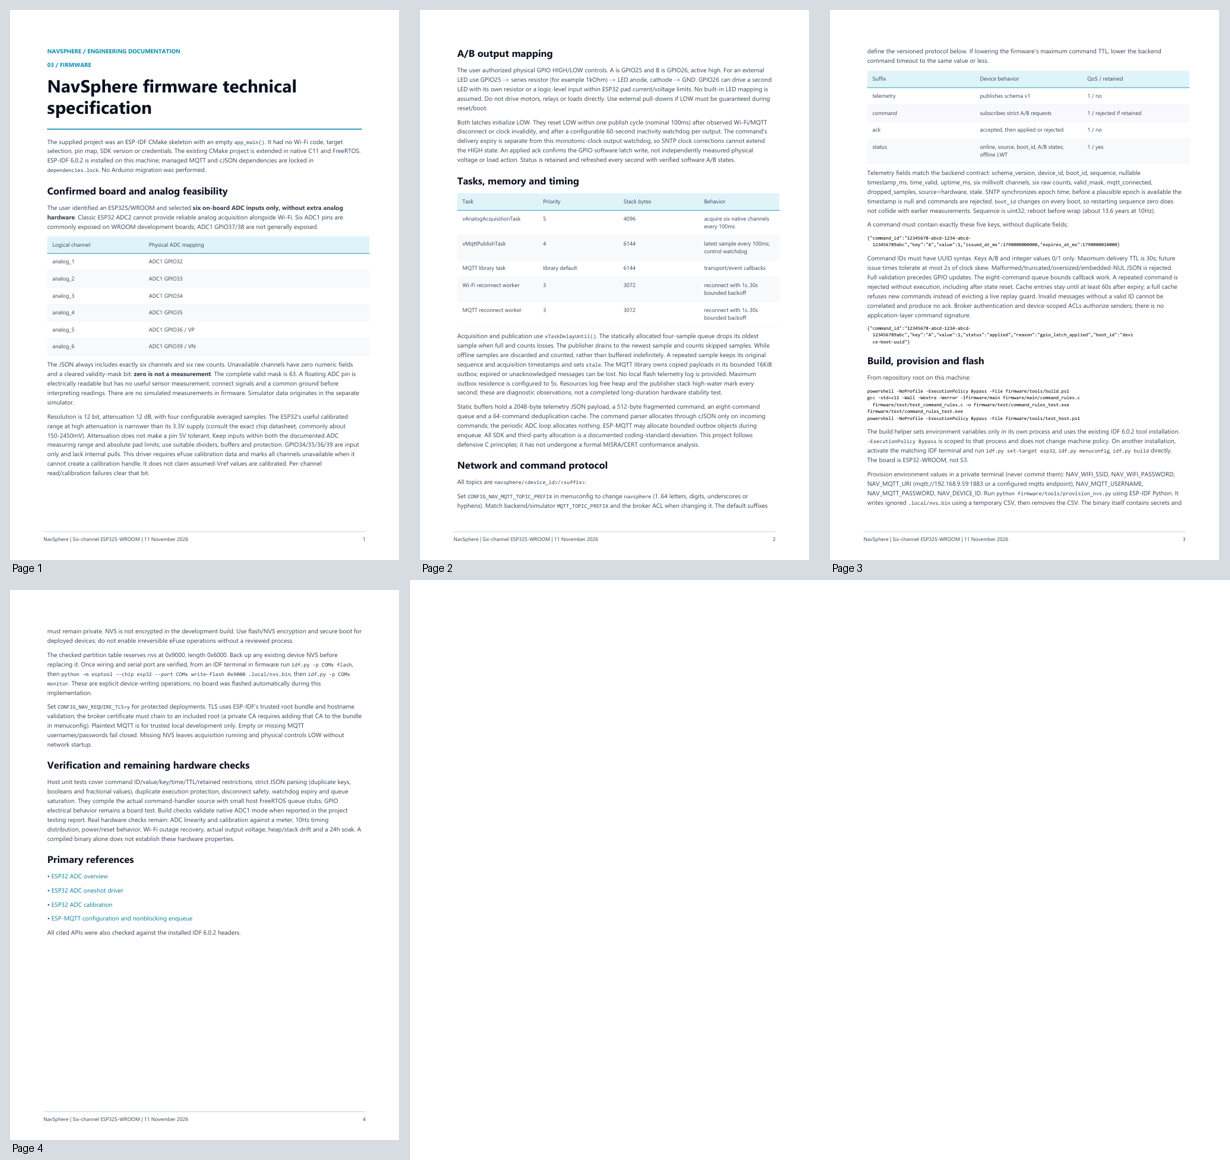 NAVSPHERE / ENGINEERING DOCUMENTATION
03 / FIRMWARE
NavSphere firmware technical
specification
The supplied project was an ESP-IDF CMake skeleton with an empty app_main(). It had no Wi-Fi code, target
selection, pin map, SDK version or credentials. The existing CMake project is extended in native C11 and FreeRTOS.
ESP-IDF 6.0.2 is installed on this machine; managed MQTT and cJSON dependencies are locked in
dependencies.lock. No Arduino migration was performed.
Confirmed board and analog feasibility
The user identified an ESP32S/WROOM and selected six on-board ADC inputs only, without extra analog
hardware. Classic ESP32 ADC2 cannot provide reliable analog acquisition alongside Wi-Fi. Six ADC1 pins are
commonly exposed on WROOM development boards; ADC1 GPIO37/38 are not generally exposed.
Logical channel Physical ADC mapping
analog_1 ADC1 GPIO32
analog_2 ADC1 GPIO33
analog_3 ADC1 GPIO34
analog_4 ADC1 GPIO35
analog_5 ADC1 GPIO36 / VP
analog_6 ADC1 GPIO39 / VN
The JSON always includes exactly six channels and six raw counts. Unavailable channels have zero numeric fields
and a cleared validity-mask bit: zero is not a measurement. The complete valid mask is 63. A floating ADC pin is
electrically readable but has no useful sensor measurement: connect signals and a common ground before
interpreting readings. There are no simulated measurements in firmware. Simulator data originates in the separate
simulator.
Resolution is 12 bit, attenuation 12 dB, with four configurable averaged samples. The ESP32's useful calibrated
range at high attenuation is narrower than its 3.3V supply (consult the exact chip datasheet, commonly about
150-2450mV). Attenuation does not make a pin 5V tolerant. Keep inputs within both the documented ADC
measuring range and absolute pad limits; use suitable dividers, buffers and protection. GPIO34/35/36/39 are input
only and lack internal pulls. This driver requires eFuse calibration data and marks all channels unavailable when it
cannot create a calibration handle. It does not claim assumed-Vref values are calibrated. Per-channel
read/calibration failures clear that bit.
NavSphere | Six-channel ESP32S-WROOM | 11 November 2026 1
Page 1
A/B output mapping
The user authorized physical GPIO HIGH/LOW controls. A is GPIO25 and B is GPIO26, active high. For an external
LED use GPIO25 -> series resistor (for example 1kOhm) -> LED anode, cathode -> GND. GPIO26 can drive a second
LED with its own resistor or a logic-level input within ESP32 pad current/voltage limits. No built-in LED mapping is
assumed. Do not drive motors, relays or loads directly. Use external pull-downs if LOW must be guaranteed during
reset/boot.
Both latches initialize LOW. They reset LOW within one publish cycle (nominal 100ms) after observed Wi-Fi/MQTT
disconnect or clock invalidity, and after a configurable 60-second inactivity watchdog per output. The command's
delivery expiry is separate from this monotonic-clock output watchdog, so SNTP clock corrections cannot extend
the HIGH state. An applied ack confirms the GPIO software latch write, not independently measured physical
voltage or load action. Status is retained and refreshed every second with verified software A/B states.
Tasks, memory and timing
Task Priority Stack bytes Behavior
vAnalogAcquisitionTask 5 4096 acquire six native channels
every 100ms
vMqttPublishTask 4 6144 latest sample every 100ms;
control watchdog
MQTT library task library default 6144 transport/event callbacks
Wi-Fi reconnect worker 3 3072 reconnect with 1s..30s
bounded backoff
MQTT reconnect worker 3 3072 reconnect with 1s..30s
bounded backoff
Acquisition and publication use vTaskDelayUntil(). The statically allocated four-sample queue drops its oldest
sample when full and counts losses. The publisher drains to the newest sample and counts skipped samples. While
offline samples are discarded and counted, rather than buffered indefinitely. A repeated sample keeps its original
sequence and acquisition timestamps and sets stale. The MQTT library owns copied payloads in its bounded 16KiB
outbox; expired or unacknowledged messages can be lost. No local flash telemetry log is provided. Maximum
outbox residence is configured to 5s. Resources log free heap and the publisher stack high-water mark every
second; these are diagnostic observations, not a completed long-duration hardware stability test.
Static buffers hold a 2048-byte telemetry JSON payload, a 512-byte fragmented command, an eight-command
queue and a 64-command deduplication cache. The command parser allocates through cJSON only on incoming
commands; the periodic ADC loop allocates nothing. ESP-MQTT may allocate bounded outbox objects during
enqueue. All SDK and third-party allocation is a documented coding-standard deviation. This project follows
defensive C principles; it has not undergone a formal MISRA/CERT conformance analysis.
Network and command protocol
All topics are navsphere/<device_id>/<suffix>:
Set CONFIG_NAV_MQTT_TOPIC_PREFIX in menuconfig to change navsphere (1..64 letters, digits, underscores or
hyphens). Match backend/simulator MQTT_TOPIC_PREFIX and the broker ACL when changing it. The default suffixes
NavSphere | Six-channel ESP32S-WROOM | 11 November 2026 2
Page 2
define the versioned protocol below. If lowering the firmware's maximum command TTL, lower the backend
command timeout to the same value or less.
Suffix Device behavior QoS / retained
telemetry publishes schema v1 1 / no
command subscribes strict A/B requests 1 / rejected if retained
ack accepted, then applied or rejected 1 / no
status online, source, boot_id, A/B states; 1 / yes
offline LWT
Telemetry fields match the backend contract: schema_version, device_id, boot_id, sequence, nullable
timestamp_ms, time_valid, uptime_ms, six millivolt channels, six raw counts, valid_mask, mqtt_connected,
dropped_samples, source=hardware, stale. SNTP synchronizes epoch time; before a plausible epoch is available the
timestamp is null and commands are rejected. boot_id changes on every boot, so restarting sequence zero does
not collide with earlier measurements. Sequence is uint32; reboot before wrap (about 13.6 years at 10Hz).
A command must contain exactly these five keys, without duplicate fields:
{"command_id":"12345678-abcd-1234-abcd-
123456789abc","key":"A","value":1,"issued_at_ms":1790000000000,"expires_at_ms":1790000010000}
Command IDs must have UUID syntax. Keys A/B and integer values 0/1 only. Maximum delivery TTL is 30s; future
issue times tolerate at most 2s of clock skew. Malformed/truncated/oversized/embedded-NUL JSON is rejected.
Full validation precedes GPIO updates. The eight-command queue bounds callback work. A repeated command is
rejected without execution, including after state reset. Cache entries stay until at least 60s after expiry; a full cache
refuses new commands instead of evicting a live replay guard. Invalid messages without a valid ID cannot be
correlated and produce no ack. Broker authentication and device-scoped ACLs authorize senders; there is no
application-layer command signature.
{"command_id":"12345678-abcd-1234-abcd-
123456789abc","key":"A","value":1,"status":"applied","reason":"gpio_latch_applied","boot_id":"devi
ce-boot-uuid"}
Build, provision and flash
From repository root on this machine:
powershell -NoProfile -ExecutionPolicy Bypass -File firmware/tools/build.ps1
gcc -std=c11 -Wall -Wextra -Werror -Ifirmware/main firmware/main/command_rules.c
firmware/test/test_command_rules.c -o firmware/test/command_rules_test.exe
firmware/test/command_rules_test.exe
powershell -NoProfile -ExecutionPolicy Bypass -File firmware/tools/test_host.ps1
The build helper sets environment variables only in its own process and uses the existing IDF 6.0.2 tool installation.
-ExecutionPolicy Bypass is scoped to that process and does not change machine policy. On another installation,
activate the matching IDF terminal and run idf.py set-target esp32, idf.py menuconfig, idf.py build directly.
The board is ESP32-WROOM, not S3.
Provision environment values in a private terminal (never commit them): NAV_WIFI_SSID, NAV_WIFI_PASSWORD,
NAV_MQTT_URI (mqtt://192.168.9.59:1883 or a configured mqtts endpoint), NAV_MQTT_USERNAME,
NAV_MQTT_PASSWORD, NAV_DEVICE_ID. Run python firmware/tools/provision_nvs.py using ESP-IDF Python. It
writes ignored .local/nvs.bin using a temporary CSV, then removes the CSV. The binary itself contains secrets and
NavSphere | Six-channel ESP32S-WROOM | 11 November 2026 3
Page 3
must remain private. NVS is not encrypted in the development build. Use flash/NVS encryption and secure boot for
deployed devices; do not enable irreversible eFuse operations without a reviewed process.
The checked partition table reserves nvs at 0x9000, length 0x6000. Back up any existing device NVS before
replacing it. Once wiring and serial port are verified, from an IDF terminal in firmware run idf.py -p COMx flash,
then python -m esptool --chip esp32 --port COMx write-flash 0x9000 .local/nvs.bin, then idf.py -p COMx
monitor. These are explicit device-writing operations; no board was flashed automatically during this
implementation.
Set CONFIG_NAV_REQUIRE_TLS=y for protected deployments. TLS uses ESP-IDF's trusted root bundle and hostname
validation; the broker certificate must chain to an included root (a private CA requires adding that CA to the bundle
in menuconfig). Plaintext MQTT is for trusted local development only. Empty or missing MQTT
usernames/passwords fail closed. Missing NVS leaves acquisition running and physical controls LOW without
network startup.
Verification and remaining hardware checks
Host unit tests cover command ID/value/key/time/TTL/retained restrictions, strict JSON parsing (duplicate keys,
booleans and fractional values), duplicate execution protection, disconnect safety, watchdog expiry and queue
saturation. They compile the actual command-handler source with small host FreeRTOS queue stubs; GPIO
electrical behavior remains a board test. Build checks validate native ADC1 mode when reported in the project
testing report. Real hardware checks remain: ADC linearity and calibration against a meter, 10Hz timing
distribution, power/reset behavior, Wi-Fi outage recovery, actual output voltage, heap/stack drift and a 24h soak. A
compiled binary alone does not establish these hardware properties.
Primary references
• ESP32 ADC overview
• ESP32 ADC oneshot driver
• ESP32 ADC calibration
• ESP-MQTT configuration and nonblocking enqueue
All cited APIs were also checked against the installed IDF 6.0.2 headers.
NavSphere | Six-channel ESP32S-WROOM | 11 November 2026 4
Page 4